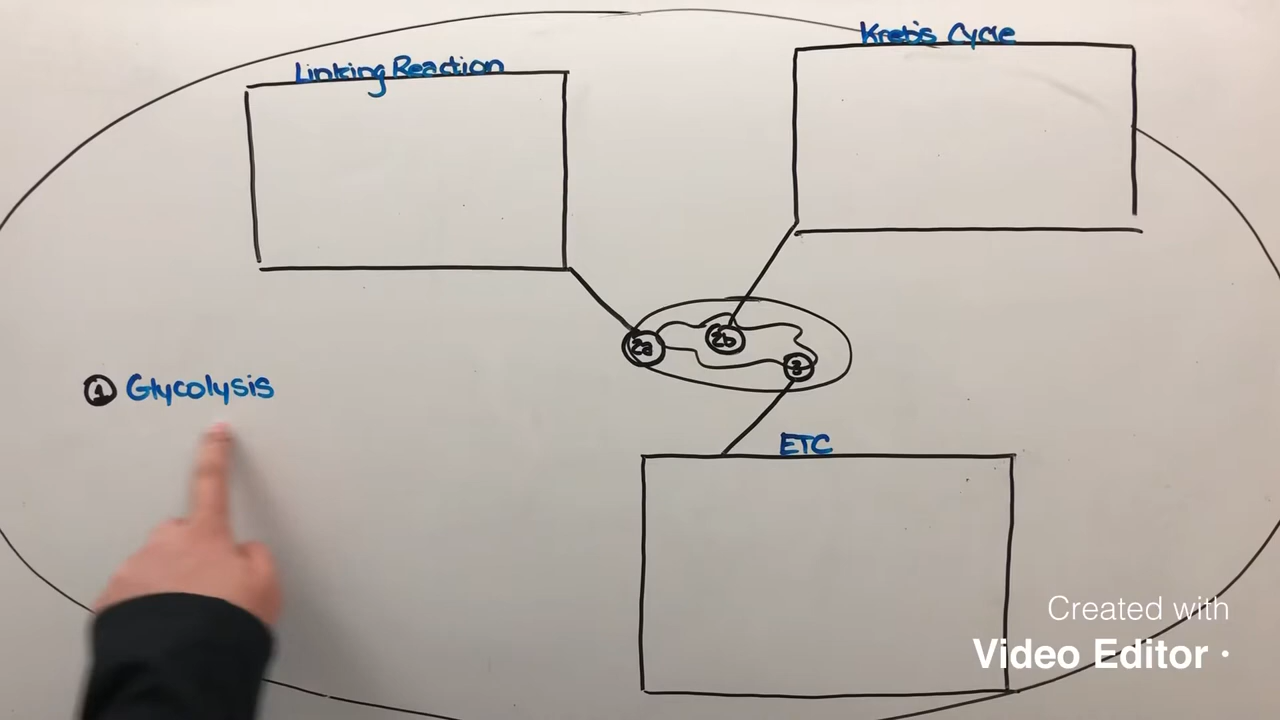 Linking Reaction
Kreb's Cycle
2a
2b
3
1 Glycolysis
ETC
Created with
Video Editor